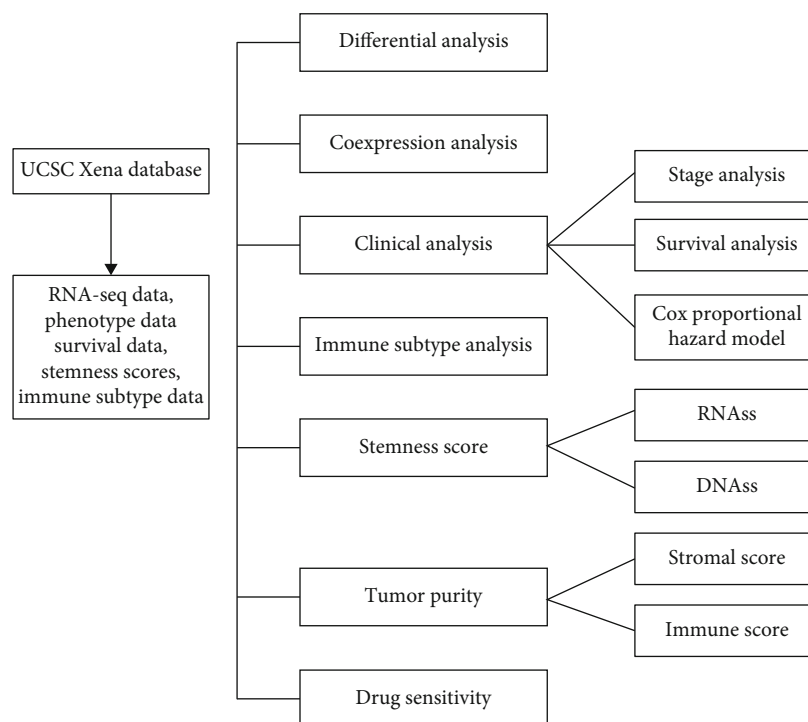 UCSC Xena database
RNA-seq data,
phenotype data
survival data,
stemness scores,
immune subtype data
Differential analysis
Coexpression analysis
Clinical analysis
Immune subtype analysis
Stemness score
Tumor purity
Drug sensitivity
Stage analysis
Survival analysis
Cox proportional
hazard model
RNAss
DNAss
Stromal score
Immune score